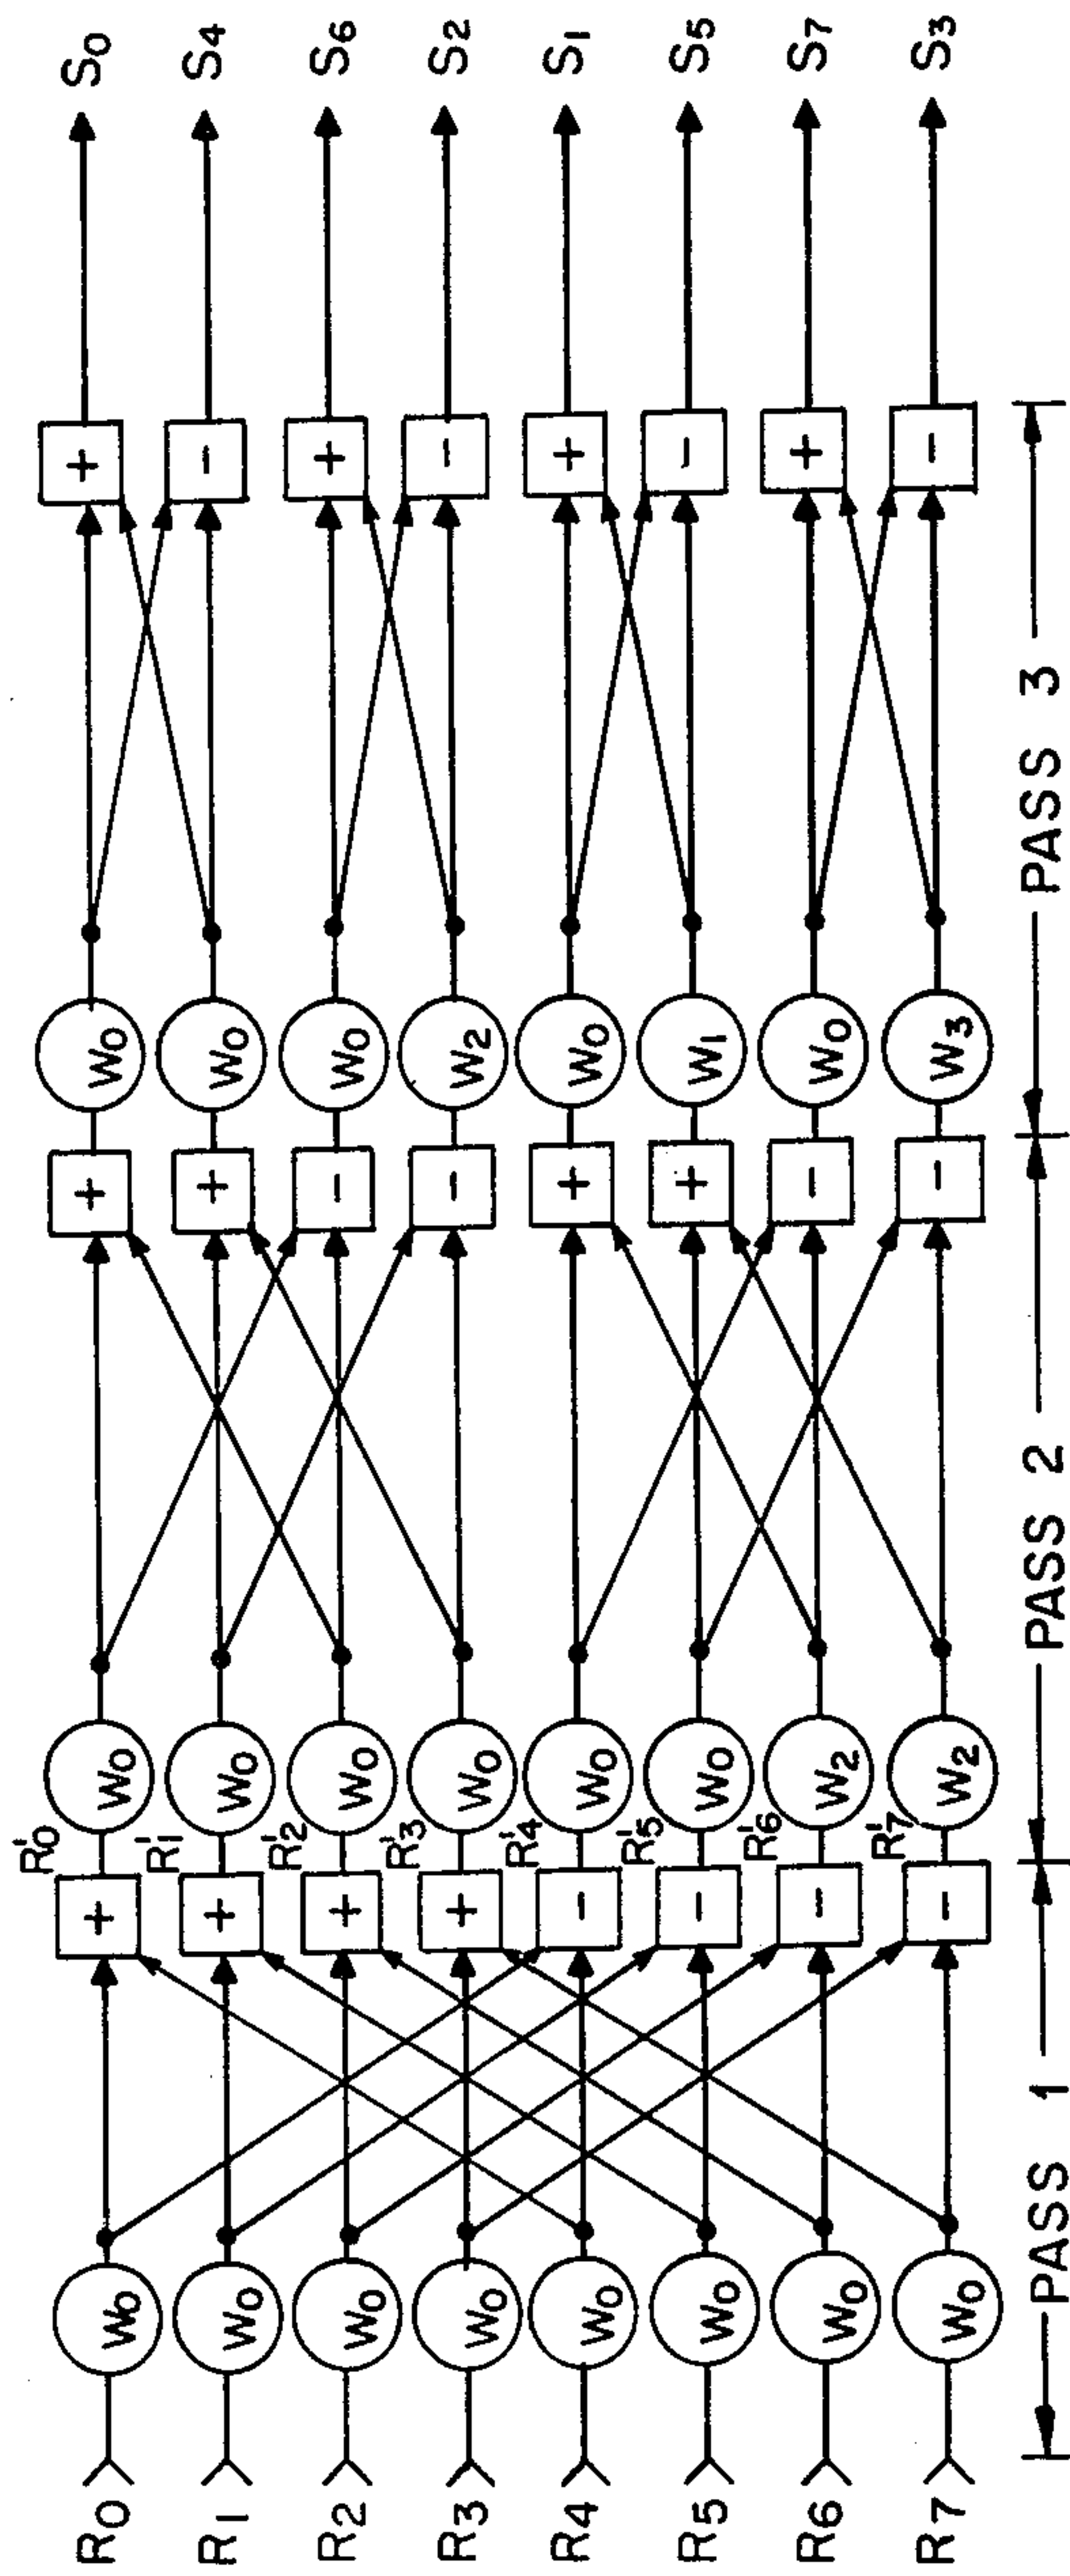 R0 W0 + R'0 W0 + W0 + S0
R1 W0 + R'1 W0 + W0 - S4
R2 W0 + R'2 W0 - W0 + S6
R3 W0 + R'3 W0 - W2 - S2
R4 W0 - R'4 W0 + W0 + S1
R5 W0 - R'5 W0 + W1 - S5
R6 W0 - R'6 W2 - W0 + S7
R7 W0 - R'7 W2 - W3 - S3
PASS 1 PASS 2 PASS 3